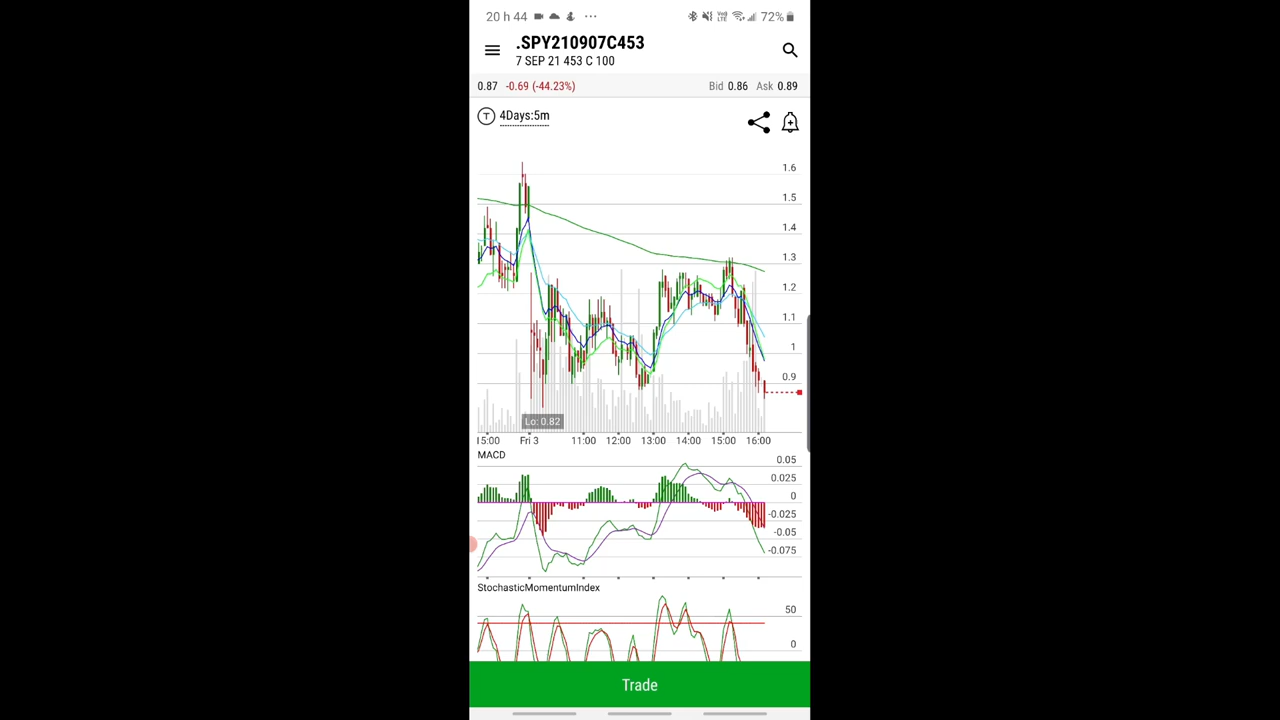 20 h 44 ... 72%
.SPY210907C453
7 SEP 21 453 C 100
0.87 -0.69 (-44.23%) Bid 0.86 Ask 0.89
T 4Days:5m
1.6
1.5
1.4
1.3
1.2
1.1
1
0.9
Lo: 0.82
15:00 Fri 3 11:00 12:00 13:00 14:00 15:00 16:00
MACD
0.05
0.025
0
-0.025
-0.05
-0.075
StochasticMomentumIndex
50
0
Trade